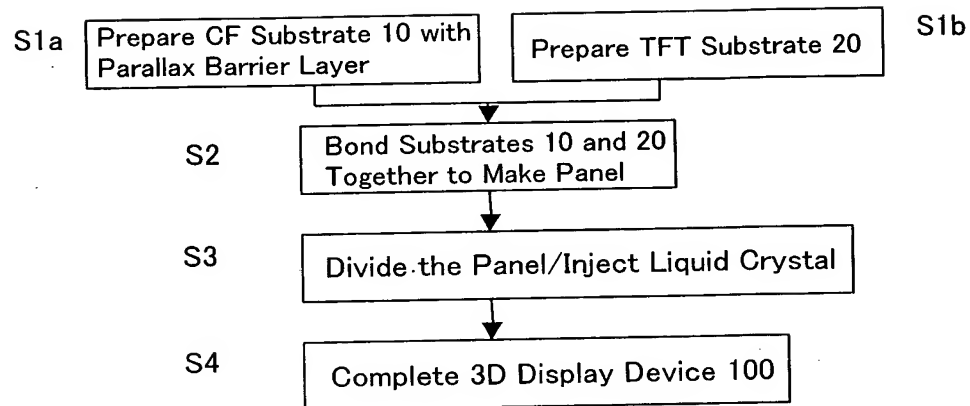 S1a
Prepare CF Substrate 10 with
Parallax Barrier Layer
Prepare TFT Substrate 20
S1b
S2
Bond Substrates 10 and 20
Together to Make Panel
S3
Divide the Panel/Inject Liquid Crystal
S4
Complete 3D Display Device 100